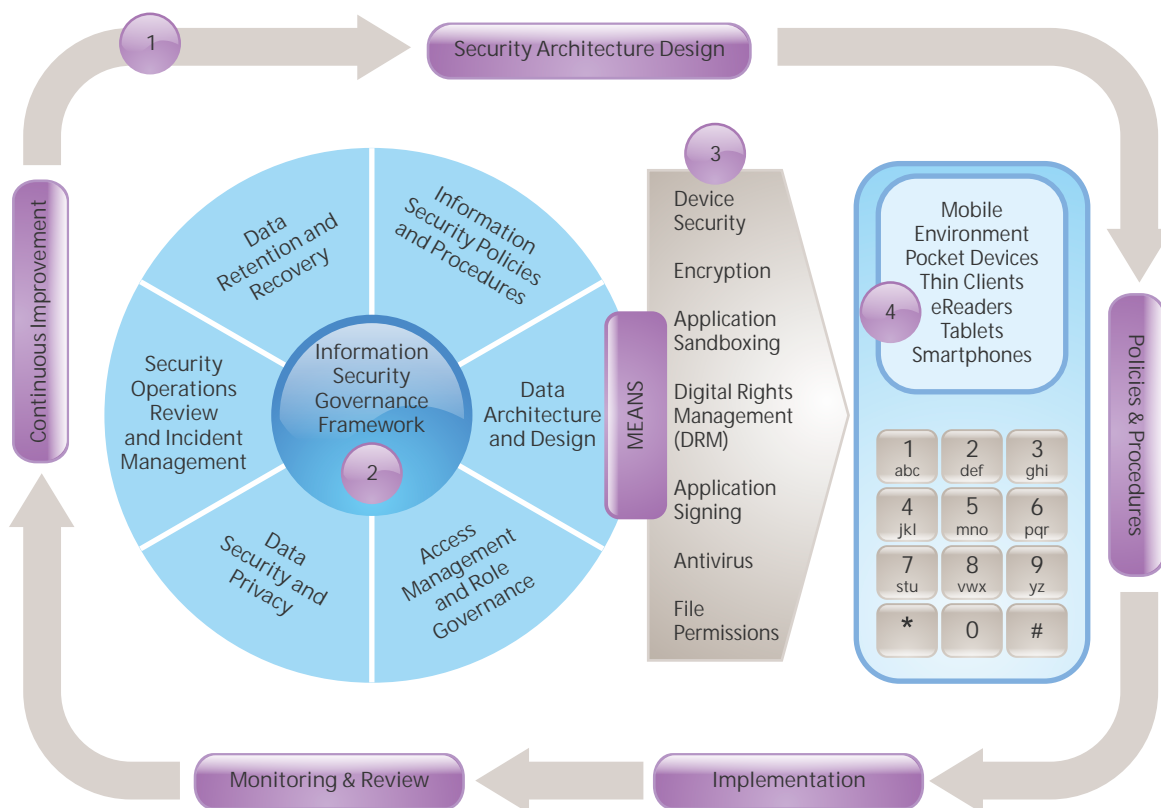 1
Security Architecture Design
Continuous Improvement
Data
Retention and
Recovery
Information
Security Policies
and Procedures
Security
Operations
Review
and Incident
Management
Information
Security
Governance
Framework
2
Data
Architecture
and Design
Data
Security and
Privacy
Access
Management
and Role
Governance
MEANS
3
Device
Security
Encryption
Application
Sandboxing
Digital Rights
Management
(DRM)
Application
Signing
Antivirus
File
Permissions
4
Mobile
Environment
Pocket Devices
Thin Clients
eReaders
Tablets
Smartphones
1 2 3
abc def ghi
4 5 6
jkl mno pqr
7 8 9
stu vwx yz
* 0 #
Policies & Procedures
Monitoring & Review
Implementation